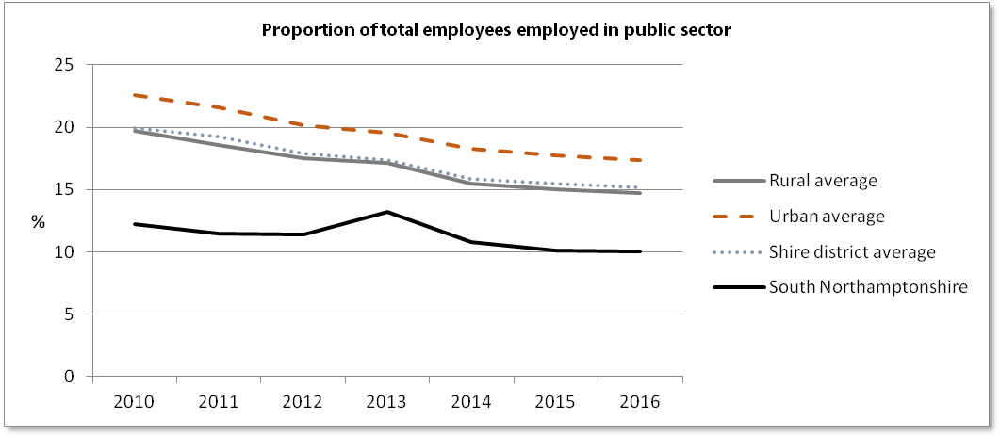 Proportion of total employees employed in public sector
25
20
15
10
5
0
%
2010 2011 2012 2013 2014 2015 2016
Rural average
Urban average
Shire district average
South Northamptonshire